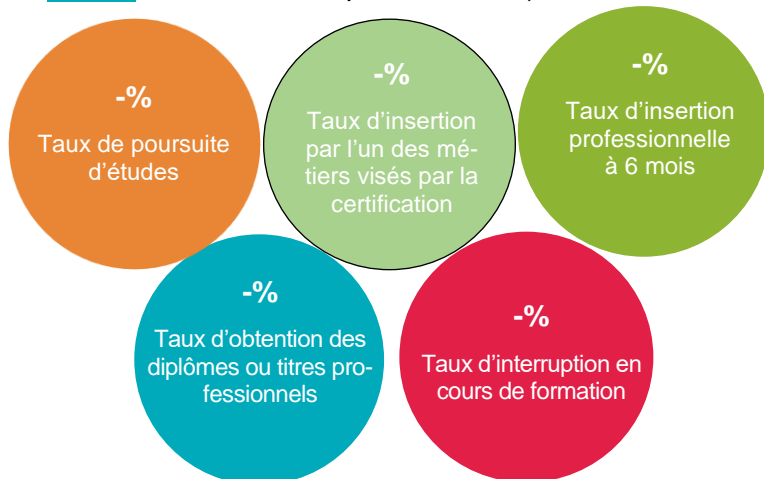 -%
Taux de poursuite
d'études
-%
Taux d'insertion
par l'un des mé-
tiers visés par la
certification
-%
Taux d'insertion
professionnelle
à 6 mois
-%
Taux d'obtention des
diplômes ou titres pro-
fessionnels
-%
Taux d'interruption en
cours de formation